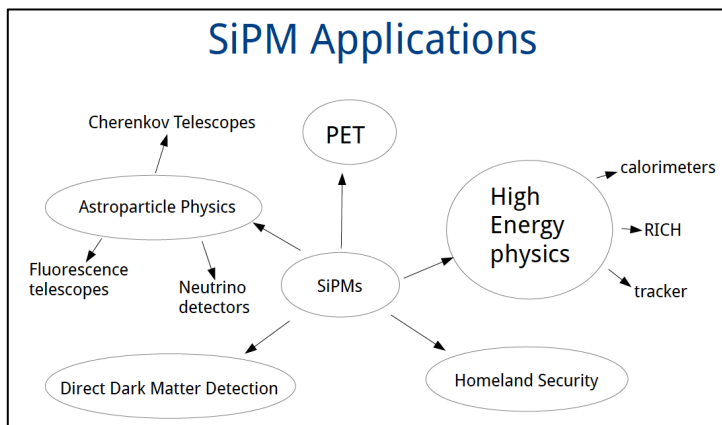 SiPM Applications
Cherenkov Telescopes
PET
calorimeters
Astroparticle Physics
High
Energy
physics
RICH
Fluorescence
telescopes
Neutrino
detectors
SiPMs
tracker
Direct Dark Matter Detection
Homeland Security